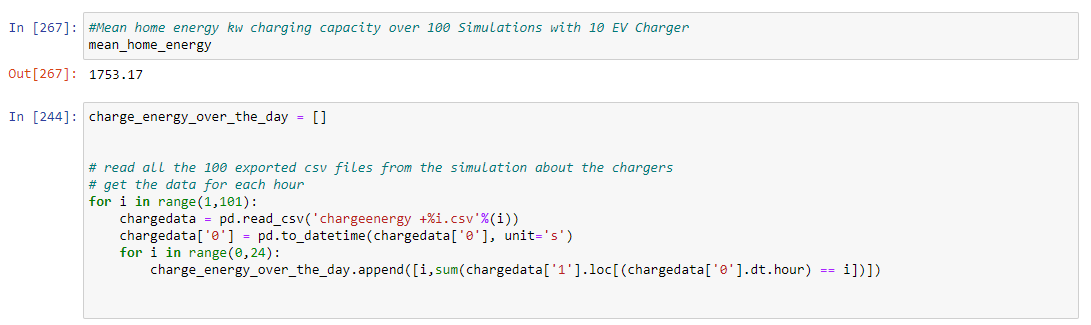 In [267]: #Mean home energy kw charging capacity over 100 Simulations with 10 EV Charger
mean_home_energy
Out[267]: 1753.17
In [244]: charge_energy_over_the_day = []
# read all the 100 exported csv files from the simulation about the chargers
# get the data for each hour
for i in range(1,101):
    chargedata = pd.read_csv('chargeenergy +%i.csv'%(i))
    chargedata['0'] = pd.to_datetime(chargedata['0'], unit='s')
    for i in range(0,24):
        charge_energy_over_the_day.append([i,sum(chargedata['1'].loc[(chargedata['0'].dt.hour) == i])])